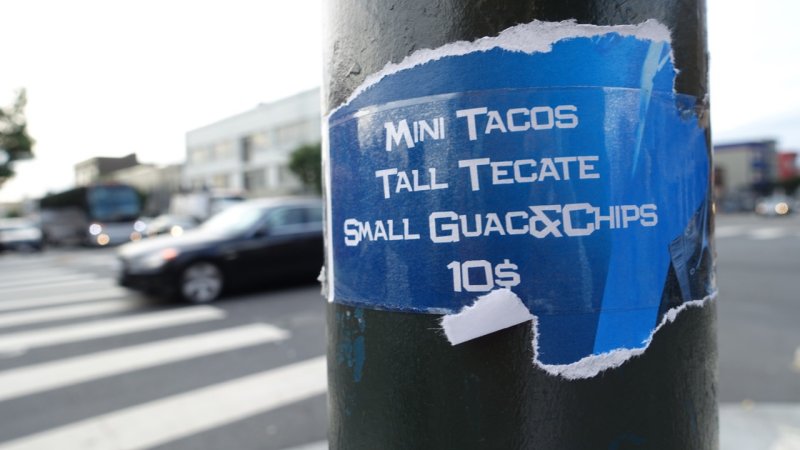 Mini Tacos
Tall Tecate
Small Guac&Chips
10$